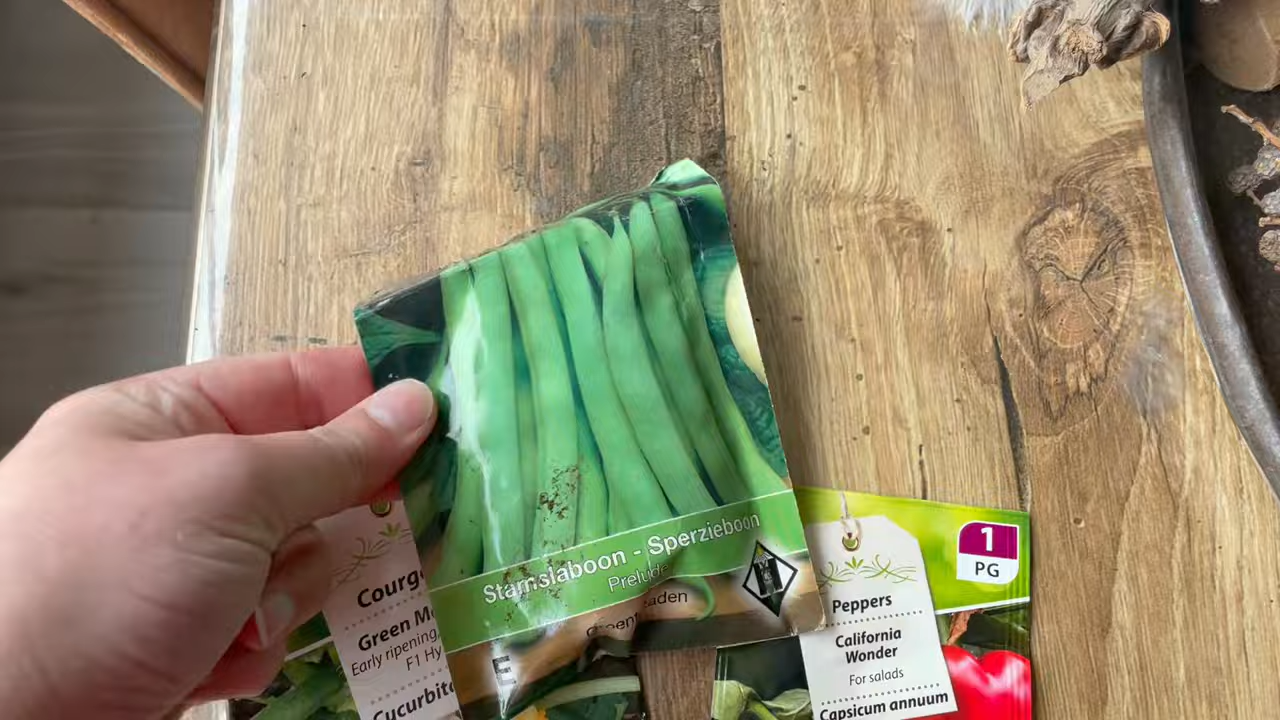 Stamslaboon - Sperzieboon
Prelude
E
Courg
Green M
Early ripening,
F1 Hy
Cucurbit
1
PG
Peppers
California
Wonder
For salads
Capsicum annuum